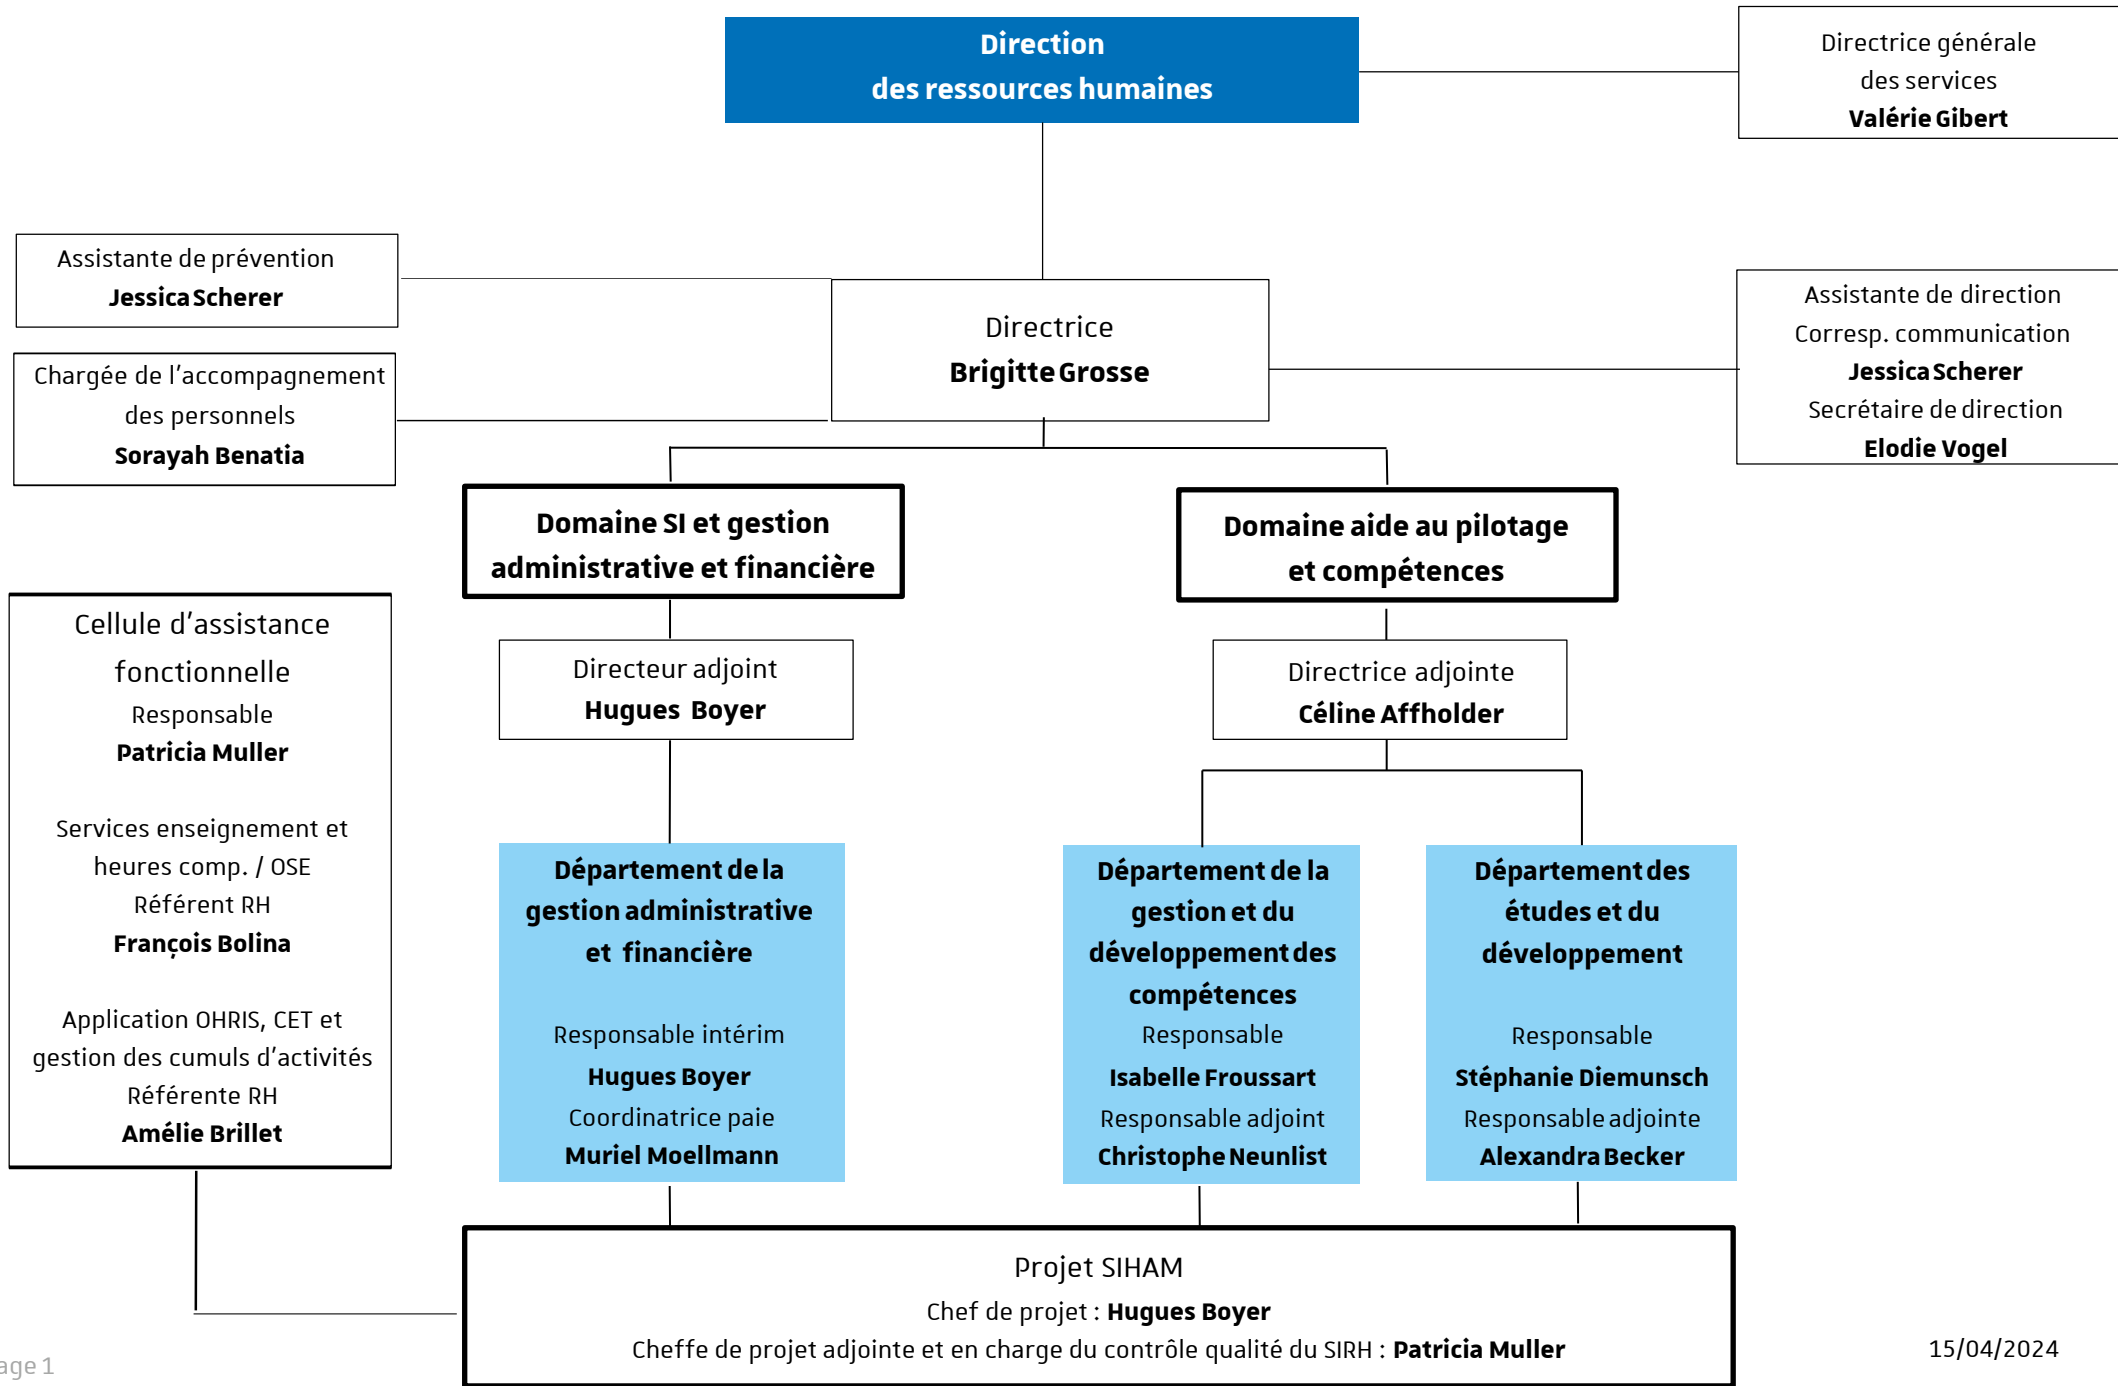 Direction
des ressources humaines
Directrice générale
des services
Valérie Gibert
Assistante de prévention
Jessica Scherer
Chargée de l'accompagnement
des personnels
Sorayah Benatia
Directrice
Brigitte Grosse
Assistante de direction
Corresp. communication
Jessica Scherer
Secrétaire de direction
Elodie Vogel
Domaine SI et gestion
administrative et financière
Domaine aide au pilotage
et compétences
Cellule d'assistance
fonctionnelle
Responsable
Patricia Muller
Services enseignement et
heures comp. / OSE
Référent RH
François Bolina
Application OHRIS, CET et
gestion des cumuls d'activités
Référente RH
Amélie Brillet
Directeur adjoint
Hugues Boyer
Directrice adjointe
Céline Affholder
Département de la
gestion administrative
et financière
Responsable intérim
Hugues Boyer
Coordinatrice paie
Muriel Moellmann
Département de la
gestion et du
développement des
compétences
Responsable
Isabelle Froussart
Responsable adjoint
Christophe Neunlist
Département des
études et du
développement
Responsable
Stéphanie Diemunsch
Responsable adjointe
Alexandra Becker
Projet SIHAM
Chef de projet : Hugues Boyer
Cheffe de projet adjointe et en charge du contrôle qualité du SIRH : Patricia Muller
age 1
15/04/2024